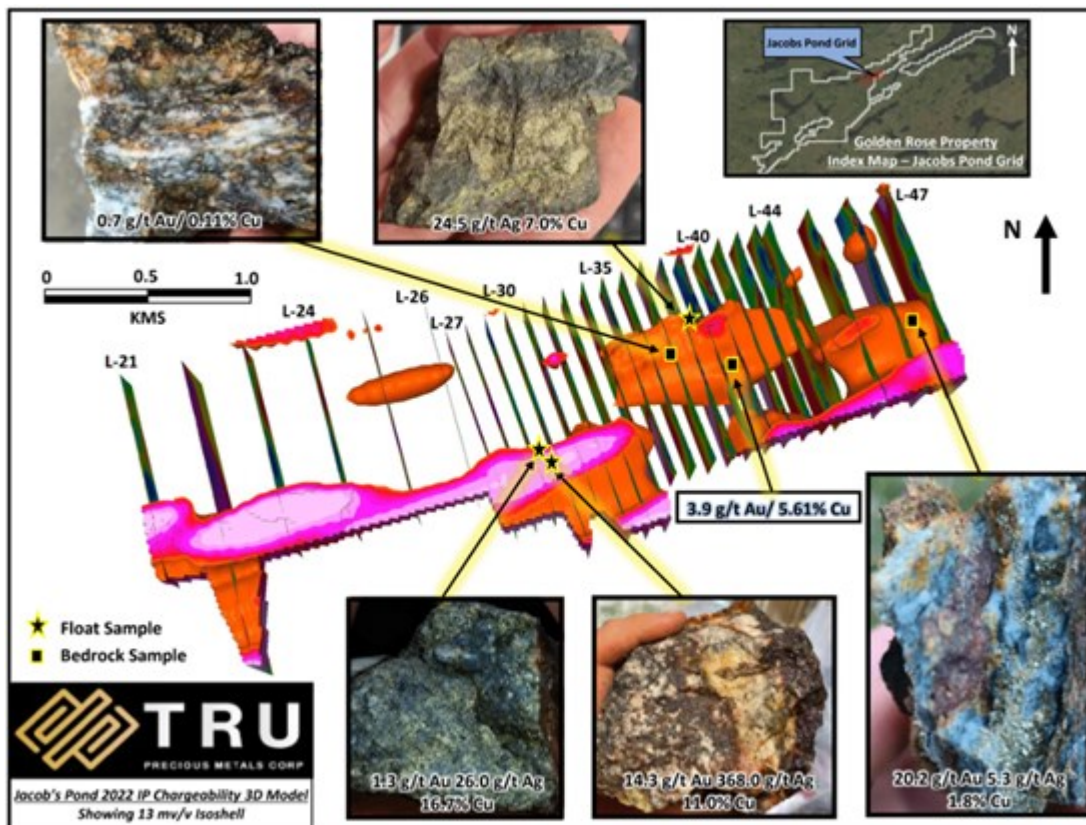 Jacobs Pond Grid
N
Golden Rose Property
Index Map – Jacobs Pond Grid
0.7 g/t Au/ 0.11% Cu
24.5 g/t Ag 7.0% Cu
L-47
L-44
L-40
N
L-35
0 0.5 1.0
KMS
L-30
L-26
L-27
L-24
L-21
3.9 g/t Au/ 5.61% Cu
Float Sample
Bedrock Sample
TRU
PRECIOUS METALS CORP
Jacob's Pond 2022 IP Chargeability 3D Model
Showing 13 mv/v Isoshell
1.3 g/t Au 26.0 g/t Ag
16.7% Cu
14.3 g/t Au 368.0 g/t Ag
11.0% Cu
20.2 g/t Au 5.3 g/t Ag
1.8% Cu